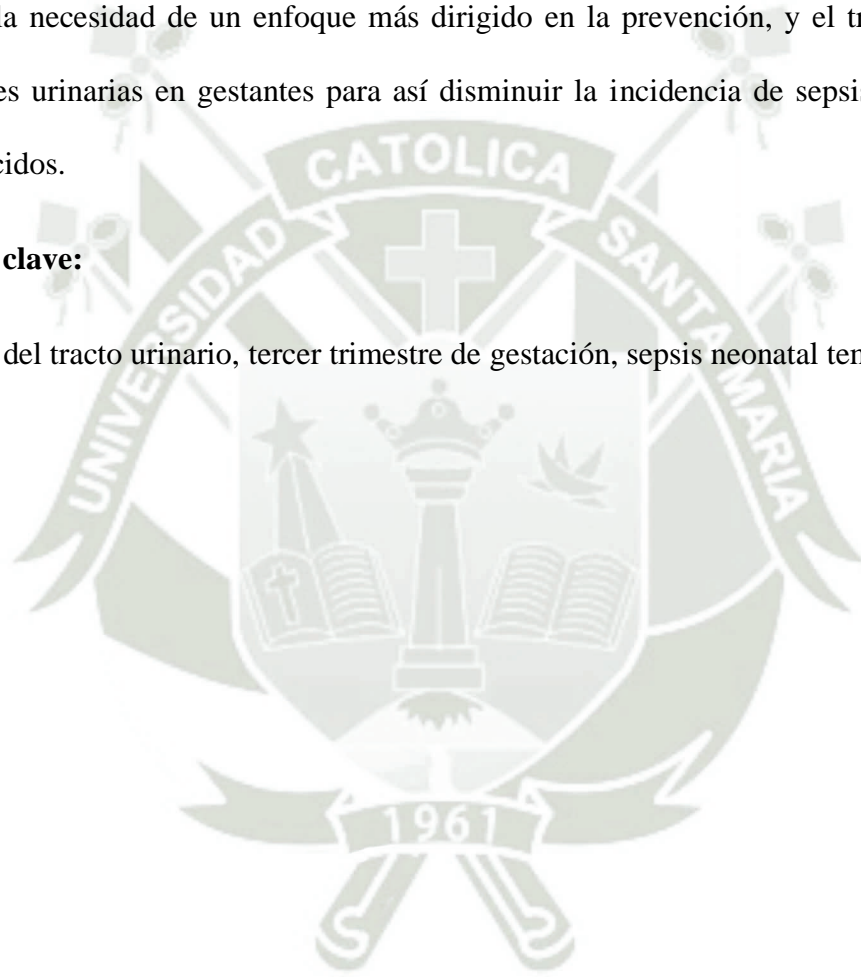 la necesidad de un enfoque más dirigido en la prevención, y el tr
es urinarias en gestantes para así disminuir la incidencia de sepsis
cidos.
clave:
del tracto urinario, tercer trimestre de gestación, sepsis neonatal ten
UNIVERSIDAD CATOLICA SANTA MARIA
1961